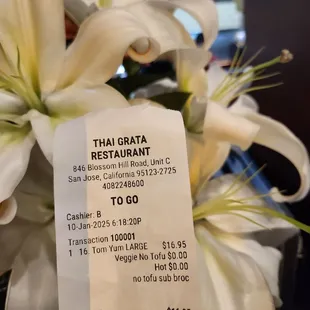 THAI GRATA
RESTAURANT
846 Blossom Hill Road, Unit C
San Jose, California 95123-2725
4082248600
TO GO
Cashier: B
10-Jan-2025 6:18:20P
Transaction 100001
1 16. Tom Yum LARGE $16.95
Veggie No Tofu $0.00
Hot $0.00
no tofu sub broc